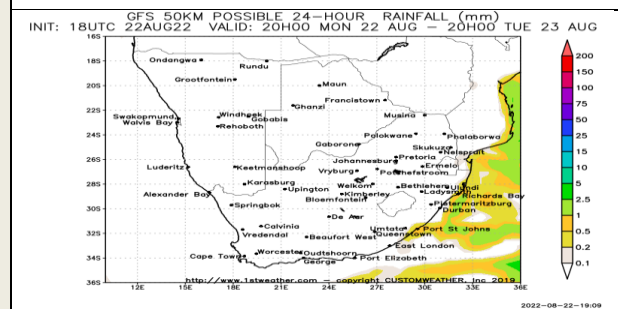 GFS 50KM POSSIBLE 24-HOUR RAINFALL (mm)
INIT: 18UTC 22AUG22 VALID: 20H00 MON 22 AUG – 20H00 TUE 23 AUG
16S
18S
20S
22S
24S
26S
28S
30S
32S
34S
36S
Ondangwa
Rundu
Grootfontein
Maun
Francistown
Ghanzi
Musina
Swakopmund
Walvis Bay
Windhoek
Gobabis
Rehoboth
Polokwane
Phalaborwa
Gaborone
Skukuza
Nelspruit
Pretoria
Johannesburg
Ermelo
Luderitz
Keetmanshoop
Vryburg
Potchefstroom
Karasburg
Upington
Welkom
Bethlehem
Ulundi
Alexander Bay
Kimberley
Ladysmith
Richards Bay
Bloemfontein
Springbok
Pietermaritzburg
Durban
De Aar
Calvinia
Vredendal
Umtata
Port St Johns
Queenstown
Beaufort West
East London
Worcester
Oudtshoorn
Cape Town
George
Port Elizabeth
http://www.1stweather.com – copyright CUSTOMWEATHER, Inc 2019
12E 15E 18E 21E 24E 27E 30E 33E 36E
200
150
100
75
50
25
15
10
5
2.5
1
0.5
0.2
0.1
2022-08-22-19:09